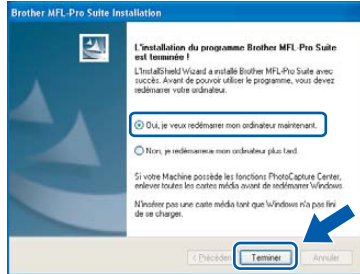 Brother MFL-Pro Suite Installation
L'installation du programme Brother MFL-Pro Suite
est terminée !
L'InstallShield Wizard a installé Brother MFL-Pro Suite avec
succès. Avant de pouvoir utiliser le programme, vous devez
redémarrer votre ordinateur.
Oui, je veux redémarrer mon ordinateur maintenant.
Non, je redémarrerai mon ordinateur plus tard.
Si votre Machine possède les fonctions PhotoCapture Center,
enlever toutes les cartes média avant de redémarrer Windows.
N'insérer pas une carte média tant que Windows n'a pas fini
de se charger.
< Précédent
Terminer
Annuler